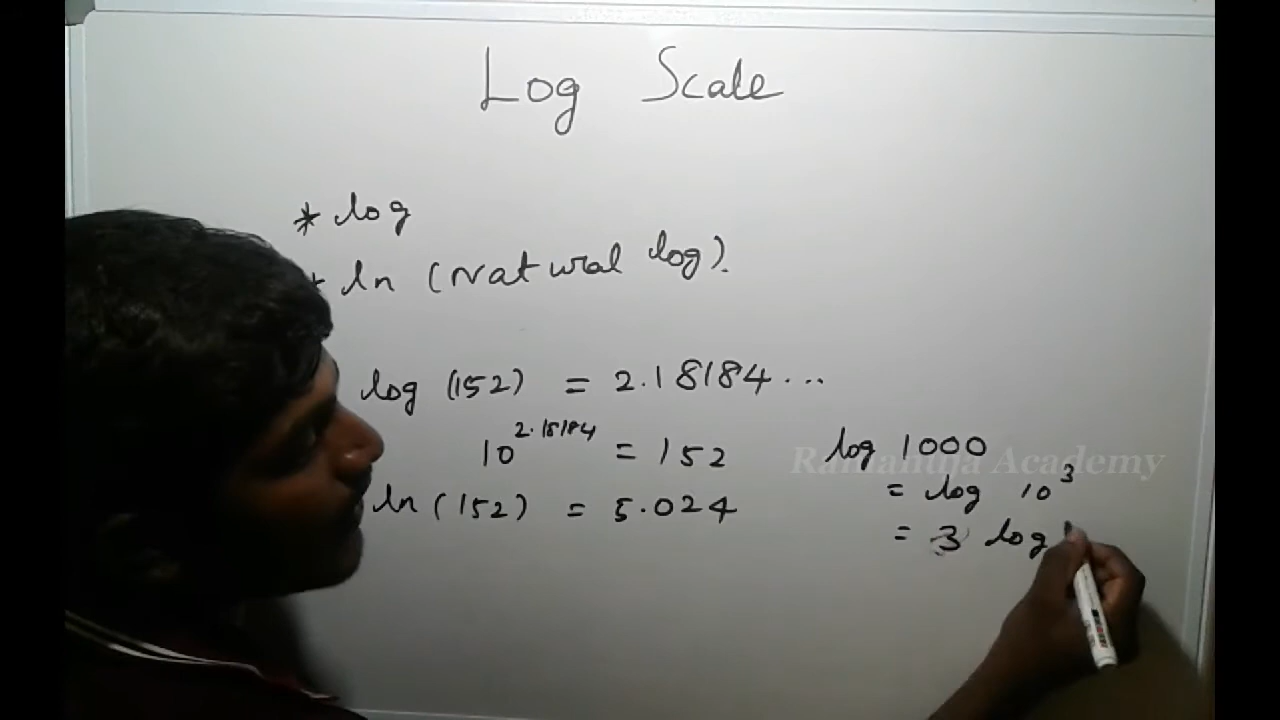 Log Scale
* log
* ln (Natural log).
log (152) = 2.18184...
10^2.18184 = 152
ln (152) = 5.024
log 1000
= log 10^3
= 3 log
Ramanuja Academy